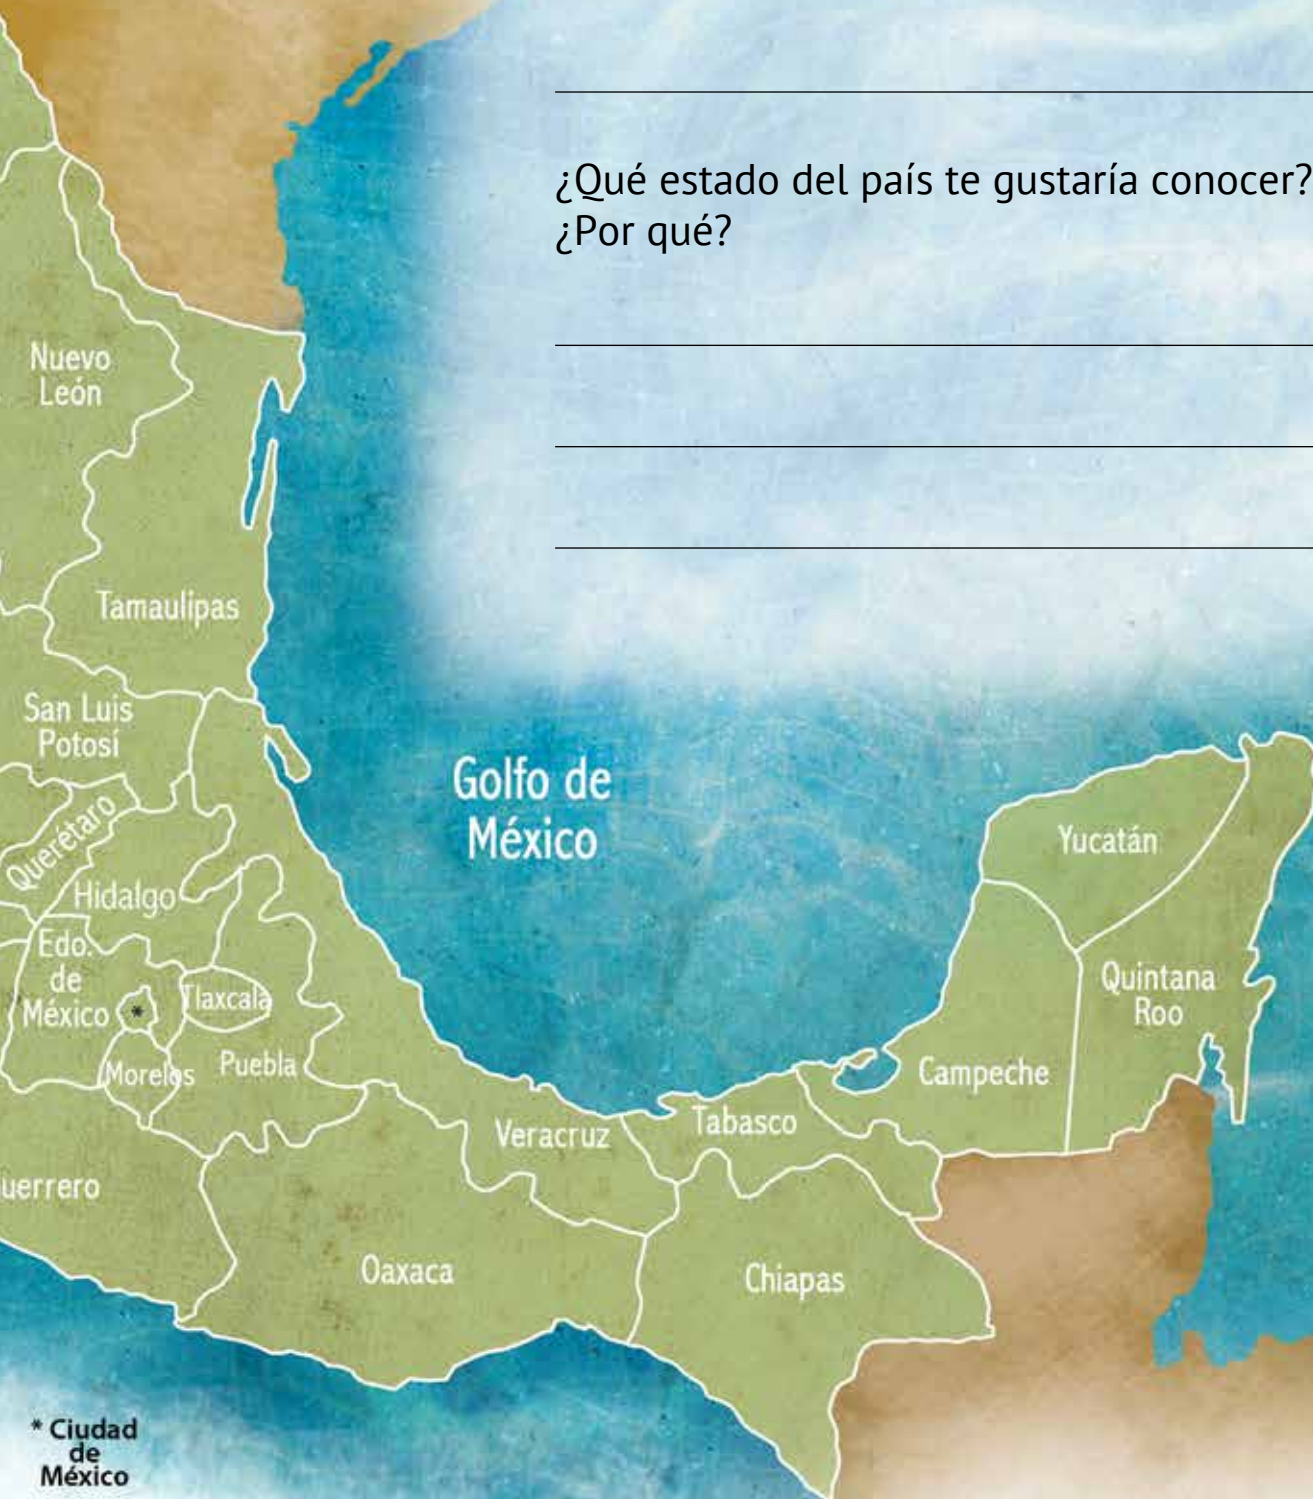 ¿Qué estado del país te gustaría conocer?
¿Por qué?
Nuevo
León
Tamaulipas
San Luis
Potosí
Golfo de
México
Querétaro
Yucatán
Hidalgo
Edo.
de
México
*
Tlaxcala
Quintana
Roo
Morelos
Puebla
Campeche
Veracruz
Tabasco
uerrero
Oaxaca
Chiapas
* Ciudad
de
México